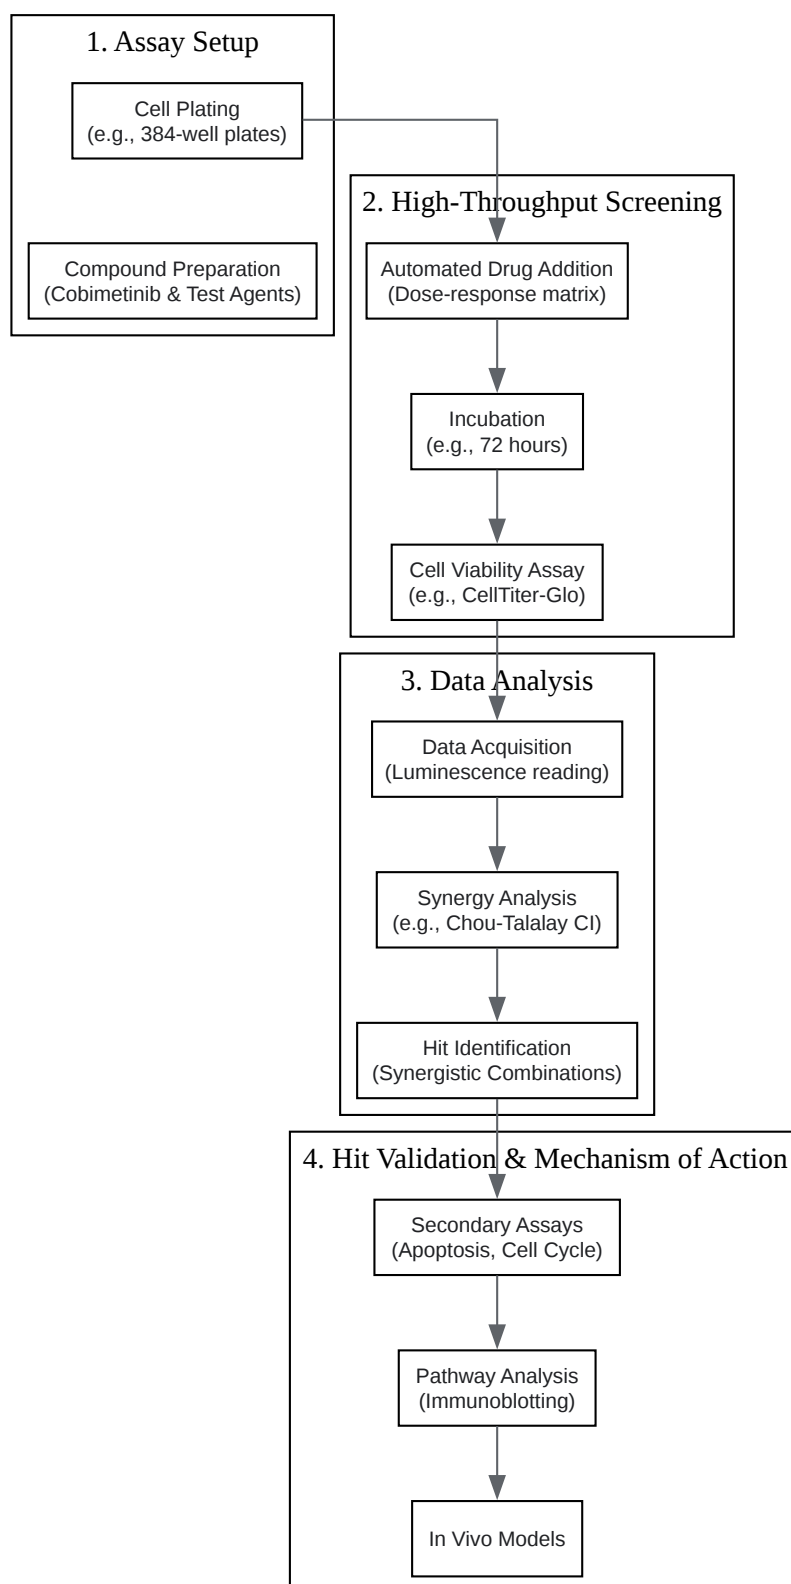 1. Assay Setup
Cell Plating
(e.g., 384-well plates)
Compound Preparation
(Cobimetinib & Test Agents)
2. High-Throughput Screening
Automated Drug Addition
(Dose-response matrix)
Incubation
(e.g., 72 hours)
Cell Viability Assay
(e.g., CellTiter-Glo)
3. Data Analysis
Data Acquisition
(Luminescence reading)
Synergy Analysis
(e.g., Chou-Talalay CI)
Hit Identification
(Synergistic Combinations)
4. Hit Validation & Mechanism of Action
Secondary Assays
(Apoptosis, Cell Cycle)
Pathway Analysis
(Immunoblotting)
In Vivo Models